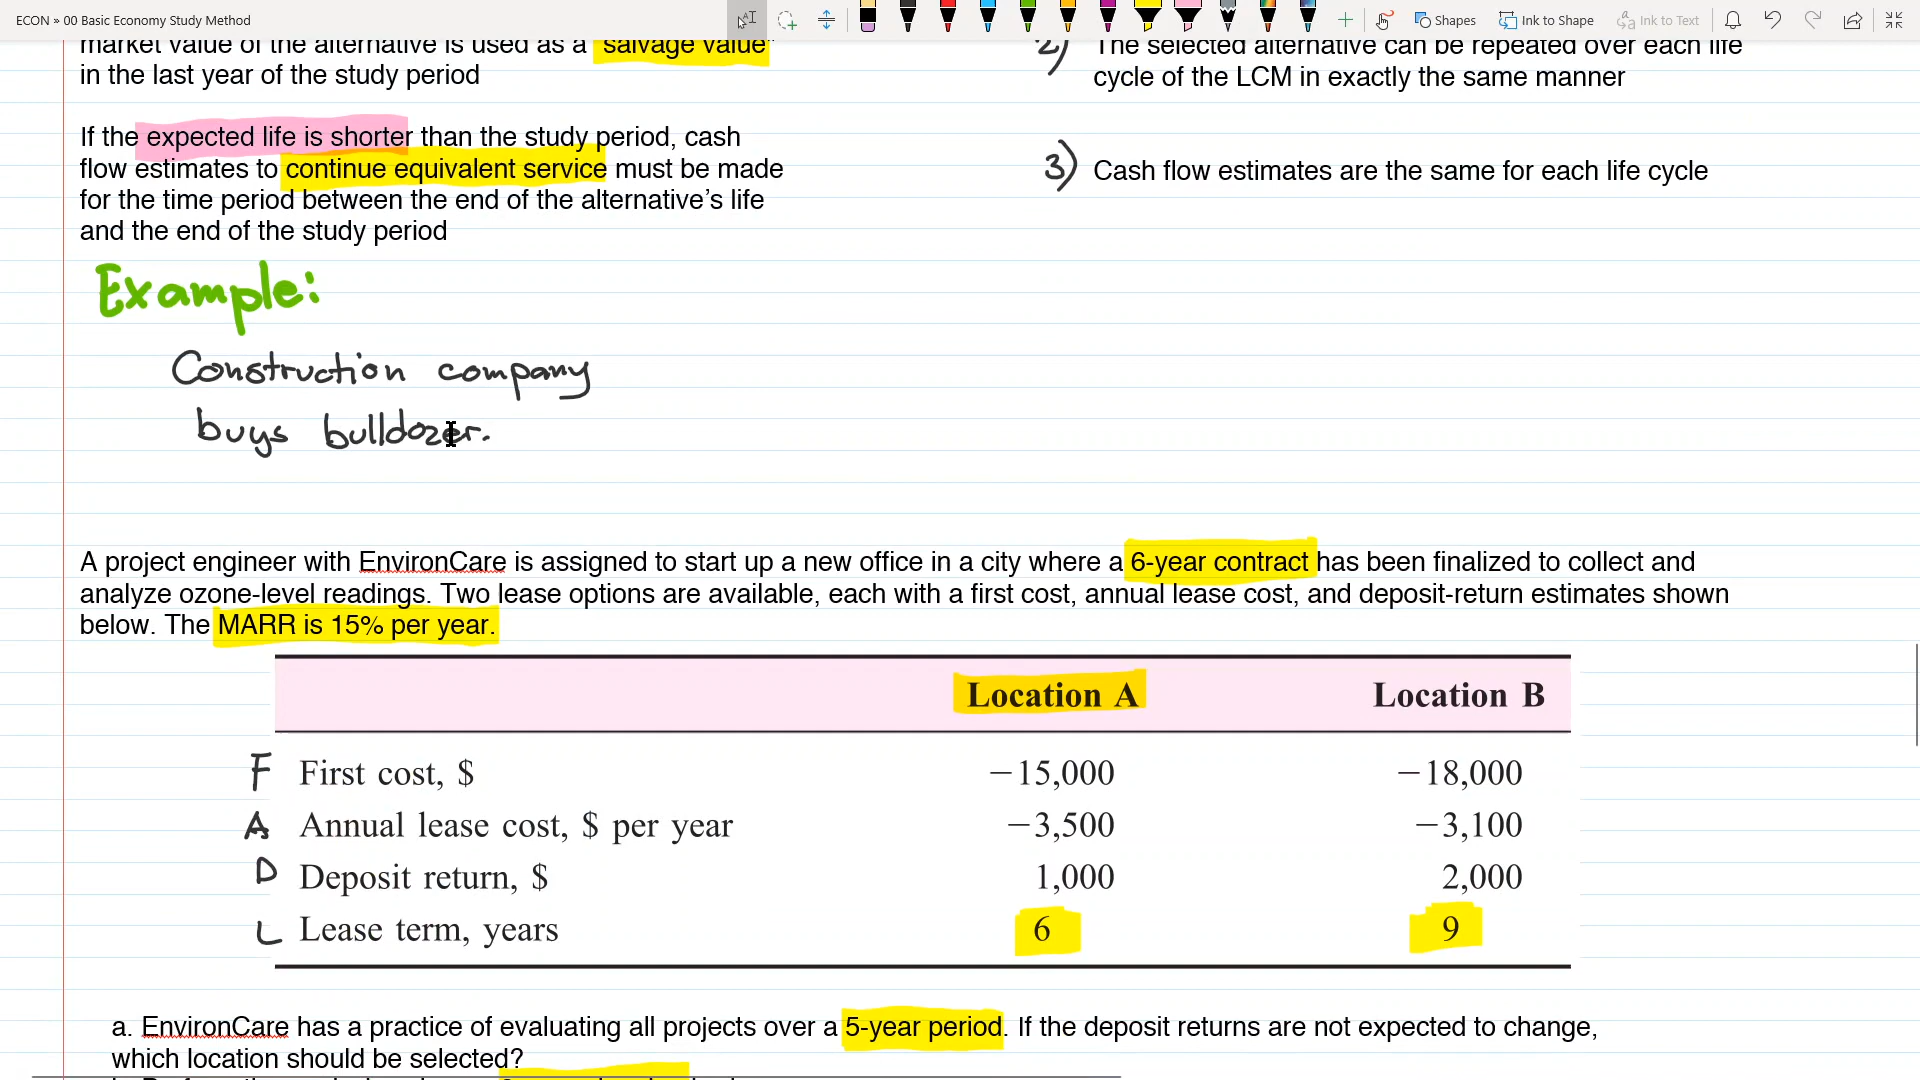 ECON » 00 Basic Economy Study Method
Shapes
Ink to Shape
Ink to Text
market value of the alternative is used as a "salvage value"
in the last year of the study period
If the expected life is shorter than the study period, cash
flow estimates to continue equivalent service must be made
for the time period between the end of the alternative's life
and the end of the study period
2) The selected alternative can be repeated over each life
cycle of the LCM in exactly the same manner
3) Cash flow estimates are the same for each life cycle
Example:
Construction company
buys bulldozer.
A project engineer with EnvironCare is assigned to start up a new office in a city where a 6-year contract has been finalized to collect and
analyze ozone-level readings. Two lease options are available, each with a first cost, annual lease cost, and deposit-return estimates shown
below. The MARR is 15% per year.
Location A Location B
F First cost, $ −15,000 −18,000
A Annual lease cost, $ per year −3,500 −3,100
D Deposit return, $ 1,000 2,000
L Lease term, years 6 9
a. EnvironCare has a practice of evaluating all projects over a 5-year period. If the deposit returns are not expected to change,
which location should be selected?